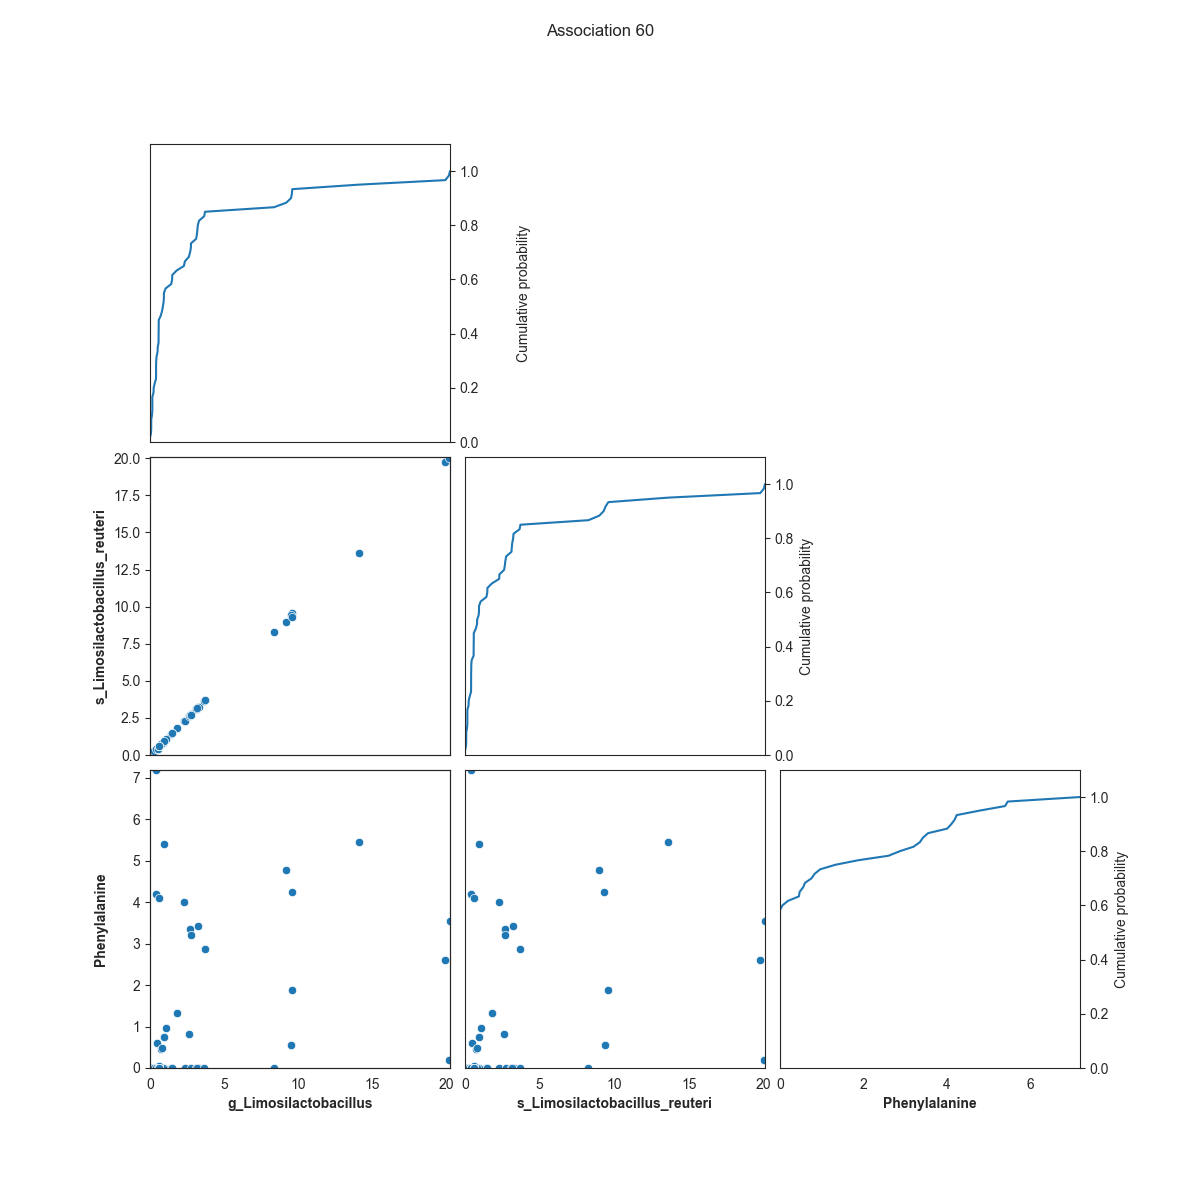 Association 60
1.0
0.8
0.6
0.4
0.2
0.0
Cumulative probability
s_Limosilactobacillus_reuteri
20.0
17.5
15.0
12.5
10.0
7.5
5.0
2.5
0.0
1.0
0.8
0.6
0.4
0.2
0.0
Cumulative probability
Phenylalanine
7
6
5
4
3
2
1
0
1.0
0.8
0.6
0.4
0.2
0.0
Cumulative probability
0 5 10 15 20
g_Limosilactobacillus
0 5 10 15 20
s_Limosilactobacillus_reuteri
0 2 4 6
Phenylalanine